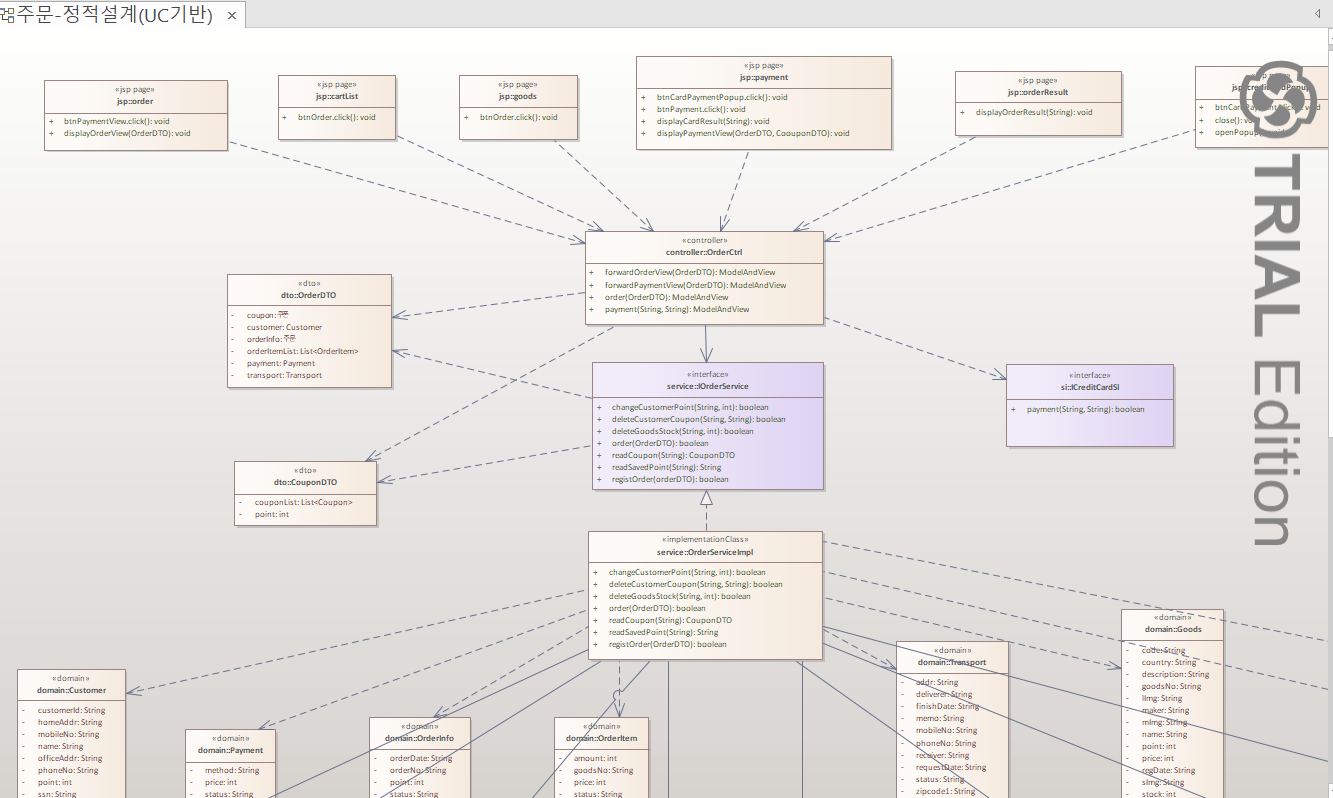 주문-정적설계(UC기반) ×
«jsp page»
jsp::order
+ btnPaymentView.click(): void
+ displayOrderView(OrderDTO): void
«jsp page»
jsp::cartList
+ btnOrder.click(): void
«jsp page»
jsp::goods
+ btnOrder.click(): void
«jsp page»
jsp::payment
+ btnCardPaymentPopup.click(): void
+ btnPayment.click(): void
+ displayCardResult(String): void
+ displayPaymentView(OrderDTO, CoouponDTO): void
«jsp page»
jsp::orderResult
+ displayOrderResult(String): void
+ close(): void
TRIAL Edition
«controller»
controller::OrderCtrl
+ forwardOrderView(OrderDTO): ModelAndView
+ forwardPaymentView(OrderDTO): ModelAndView
+ order(OrderDTO): ModelAndView
+ payment(String, String): ModelAndView
«dto»
dto::OrderDTO
- coupon: 쿠폰
- customer: Customer
- orderInfo: 주문
- orderItemList: List<OrderItem>
- payment: Payment
- transport: Transport
«interface»
service::IOrderService
+ changeCustomerPoint(String, int): boolean
+ deleteCustomerCoupon(String, String): boolean
+ deleteGoodsStock(String, int): boolean
+ order(OrderDTO): boolean
+ readCoupon(String): CouponDTO
+ readSavedPoint(String): String
+ registOrder(orderDTO): boolean
«interface»
si::ICreditCardSI
+ payment(String, String): boolean
«dto»
dto::CouponDTO
- couponList: List<Coupon>
- point: int
«implementationClass»
service::OrderServiceImpl
+ changeCustomerPoint(String, int): boolean
+ deleteCustomerCoupon(String, String): boolean
+ deleteGoodsStock(String, int): boolean
+ order(OrderDTO): boolean
+ readCoupon(String): CouponDTO
+ readSavedPoint(String): String
+ registOrder(OrderDTO): boolean
«domain»
domain::Customer
- customerId: String
- homeAddr: String
- mobileNo: String
- name: String
- officeAddr: String
- phoneNo: String
- point: int
- ssn: String
«domain»
domain::Payment
- method: String
- price: int
- status: String
«domain»
domain::OrderInfo
- orderDate: String
- orderNo: String
- point: int
- status: String
«domain»
domain::OrderItem
- amount: int
- goodsNo: String
- price: int
- status: String
«domain»
domain::Transport
- addr: String
- deliverer: String
- finishDate: String
- memo: String
- mobileNo: String
- phoneNo: String
- receiver: String
- requestDate: String
- status: String
- zipcode1: String
«domain»
domain::Goods
- code: String
- country: String
- description: String
- goodsNo: String
- lImg: String
- maker: String
- mImg: String
- name: String
- point: int
- price: int
- regDate: String
- sImg: String
- stock: int